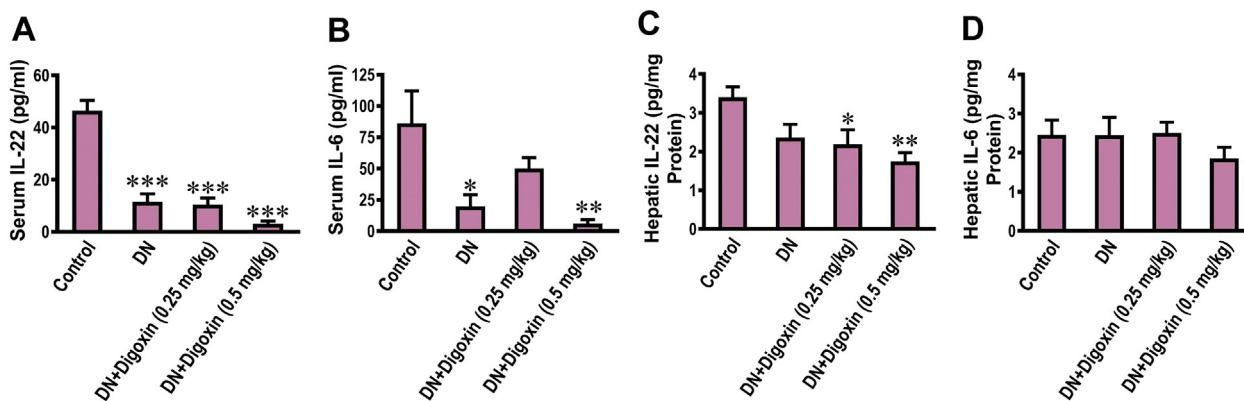 A
Serum IL-22 (pg/ml)
60
40
20
0
***
***
***
Control
DN
DN+Digoxin (0.25 mg/kg)
DN+Digoxin (0.5 mg/kg)
B
Serum IL-6 (pg/ml)
125
100
75
50
25
0
*
**
Control
DN
DN+Digoxin (0.25 mg/kg)
DN+Digoxin (0.5 mg/kg)
C
Hepatic IL-22 (pg/mg
Protein)
4
3
2
1
0
*
**
Control
DN
DN+Digoxin (0.25 mg/kg)
DN+Digoxin (0.5 mg/kg)
D
Hepatic IL-6 (pg/mg
Protein)
4
3
2
1
0
Control
DN
DN+Digoxin (0.25 mg/kg)
DN+Digoxin (0.5 mg/kg)